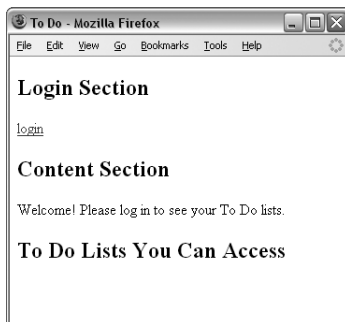 To Do - Mozilla Firefox
File Edit View Go Bookmarks Tools Help
Login Section
login
Content Section
Welcome! Please log in to see your To Do lists.
To Do Lists You Can Access